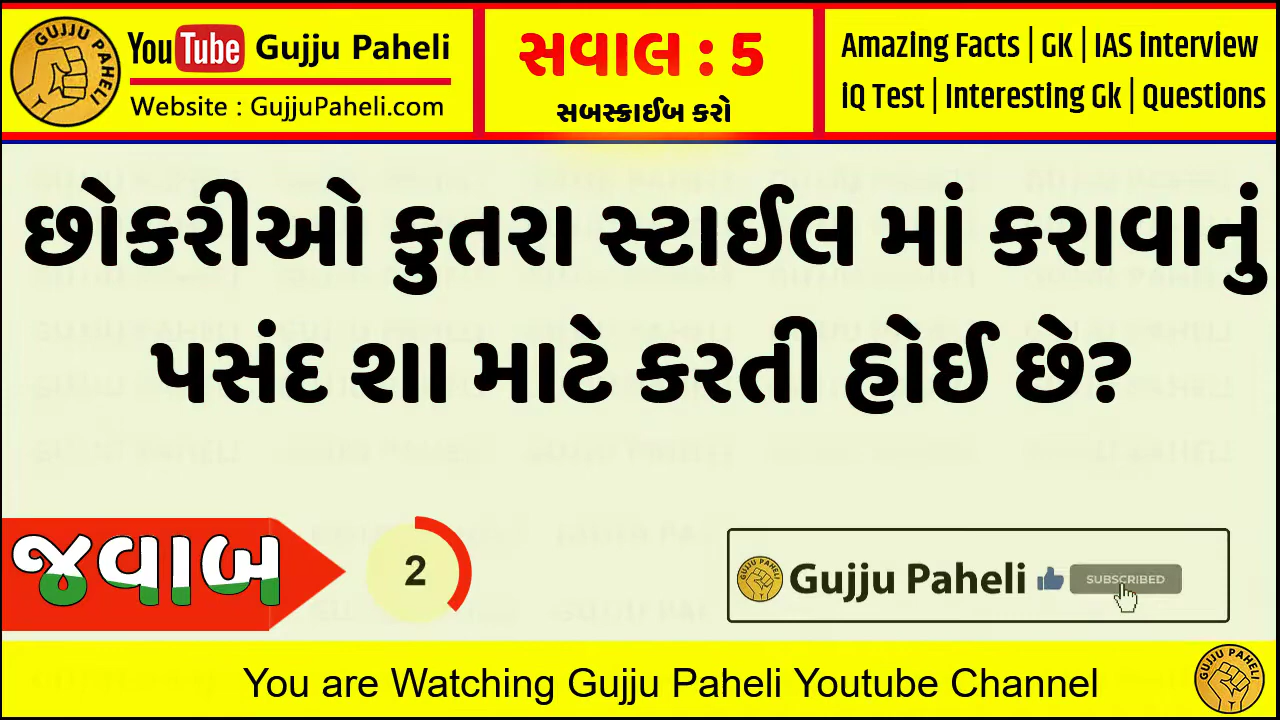 GUJJU PAHELI
YouTube Gujju Paheli
Website : GujjuPaheli.com
સવાલ : 5
સબસ્ક્રાઈબ કરો
Amazing Facts | GK | IAS interview
iQ Test | Interesting Gk | Questions
છોકરીઓ કુતરા સ્ટાઈલ માં કરાવાનું
પસંદ શા માટે કરતી હોઈ છે?
જવાબ
2
GUJJU PAHELI
Gujju Paheli
SUBSCRIBED
You are Watching Gujju Paheli Youtube Channel
GUJJU PAHELI